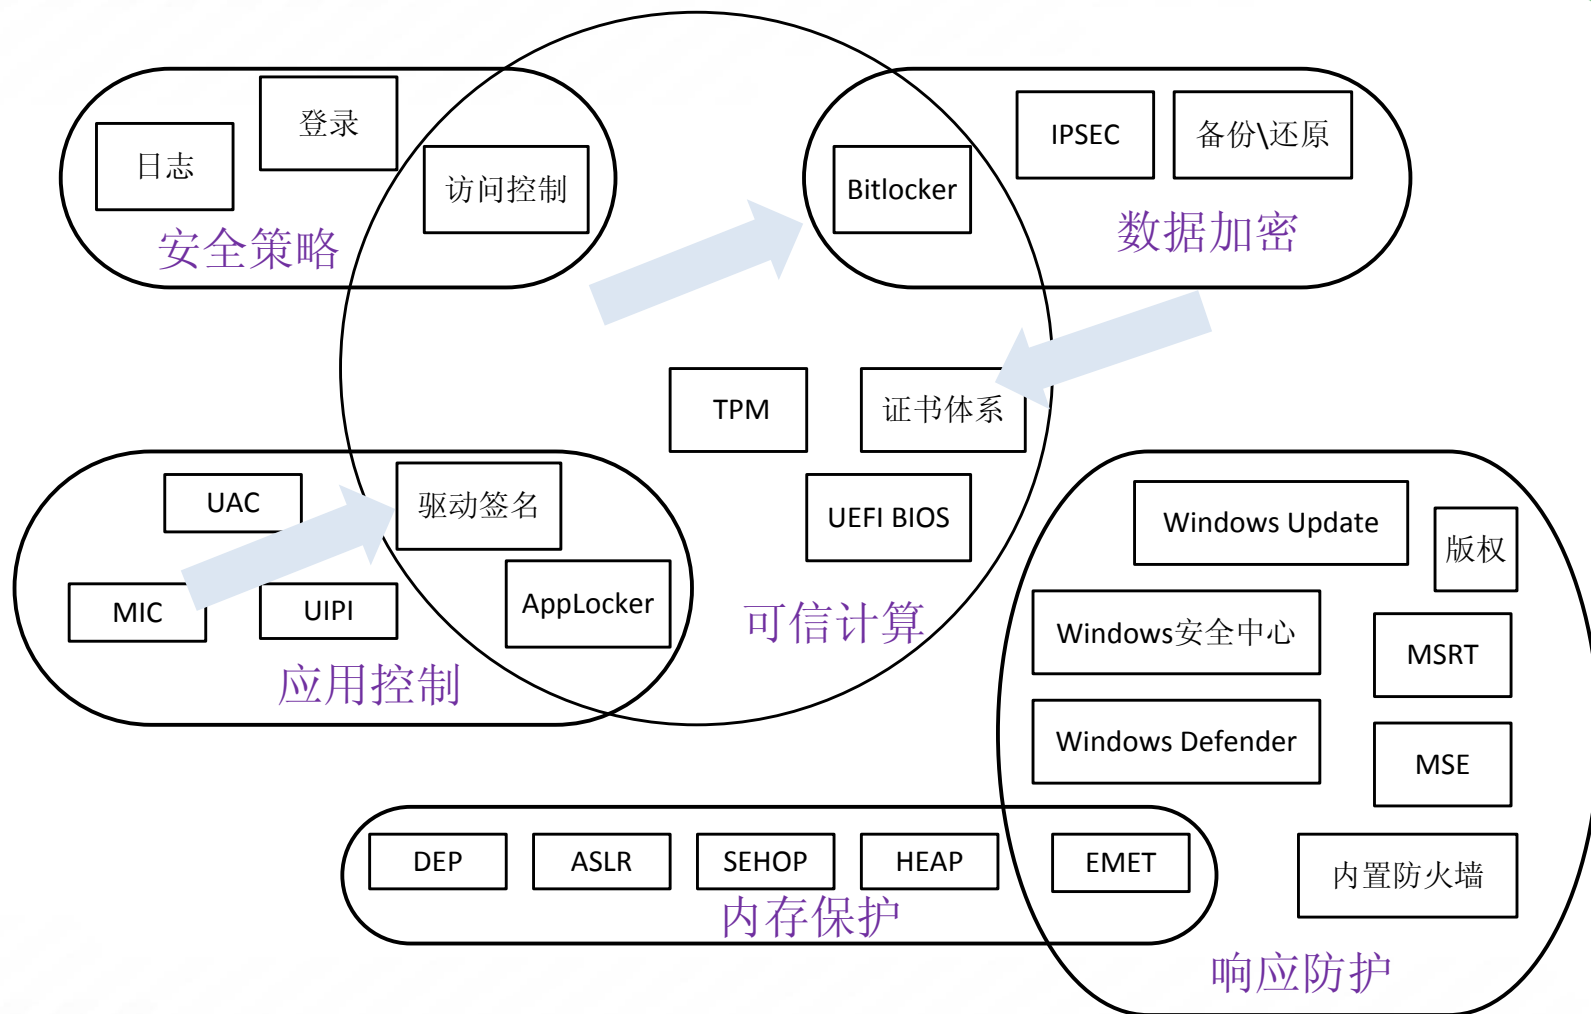 登录
日志
访问控制
安全策略
IPSEC
备份\还原
Bitlocker
数据加密
TPM
证书体系
UEFI BIOS
可信计算
UAC
驱动签名
MIC
UIPI
AppLocker
应用控制
Windows Update
版权
Windows安全中心
MSRT
Windows Defender
MSE
内置防火墙
响应防护
DEP
ASLR
SEHOP
HEAP
EMET
内存保护